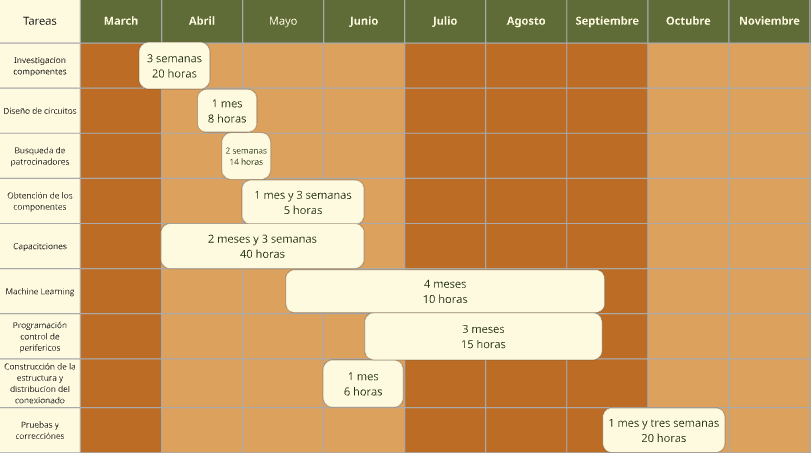 Tareas March Abril Mayo Junio Julio Agosto Septiembre Octubre Noviembre
Investigacion
componentes
3 semanas
20 horas
Diseño de circuitos
1 mes
8 horas
Busqueda de
patrocinadores
2 semanas
14 horas
Obtención de los
componentes
1 mes y 3 semanas
5 horas
Capacitciones
2 meses y 3 semanas
40 horas
Machine Learning
4 meses
10 horas
Programación
control de
perifericos
3 meses
15 horas
Construcción de la
estructura y
distribucion del
conexionado
1 mes
6 horas
Pruebas y
correcciónes
1 mes y tres semanas
20 horas